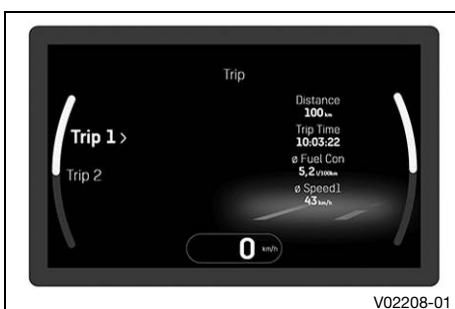 Trip
Trip 1 >
Trip 2
Distance
100 km
Trip Time
10:03:22
ø Fuel Con
5,2 l/100km
ø Speed1
43 km/h
0 km/h
V02208-01